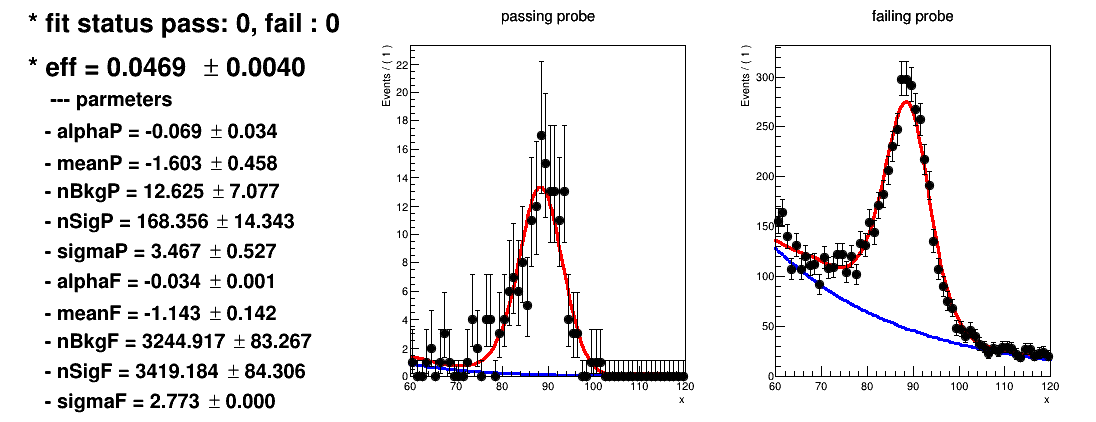 * fit status pass: 0, fail : 0
* eff = 0.0469 ± 0.0040
--- parmeters
- alphaP = -0.069 ± 0.034
- meanP = -1.603 ± 0.458
- nBkgP = 12.625 ± 7.077
- nSigP = 168.356 ± 14.343
- sigmaP = 3.467 ± 0.527
- alphaF = -0.034 ± 0.001
- meanF = -1.143 ± 0.142
- nBkgF = 3244.917 ± 83.267
- nSigF = 3419.184 ± 84.306
- sigmaF = 2.773 ± 0.000
passing probe
Events / ( 1 )
22
20
18
16
14
12
10
8
6
4
2
0
60 70 80 90 100 110 120
x
failing probe
Events / ( 1 )
300
250
200
150
100
50
0
60 70 80 90 100 110 120
x